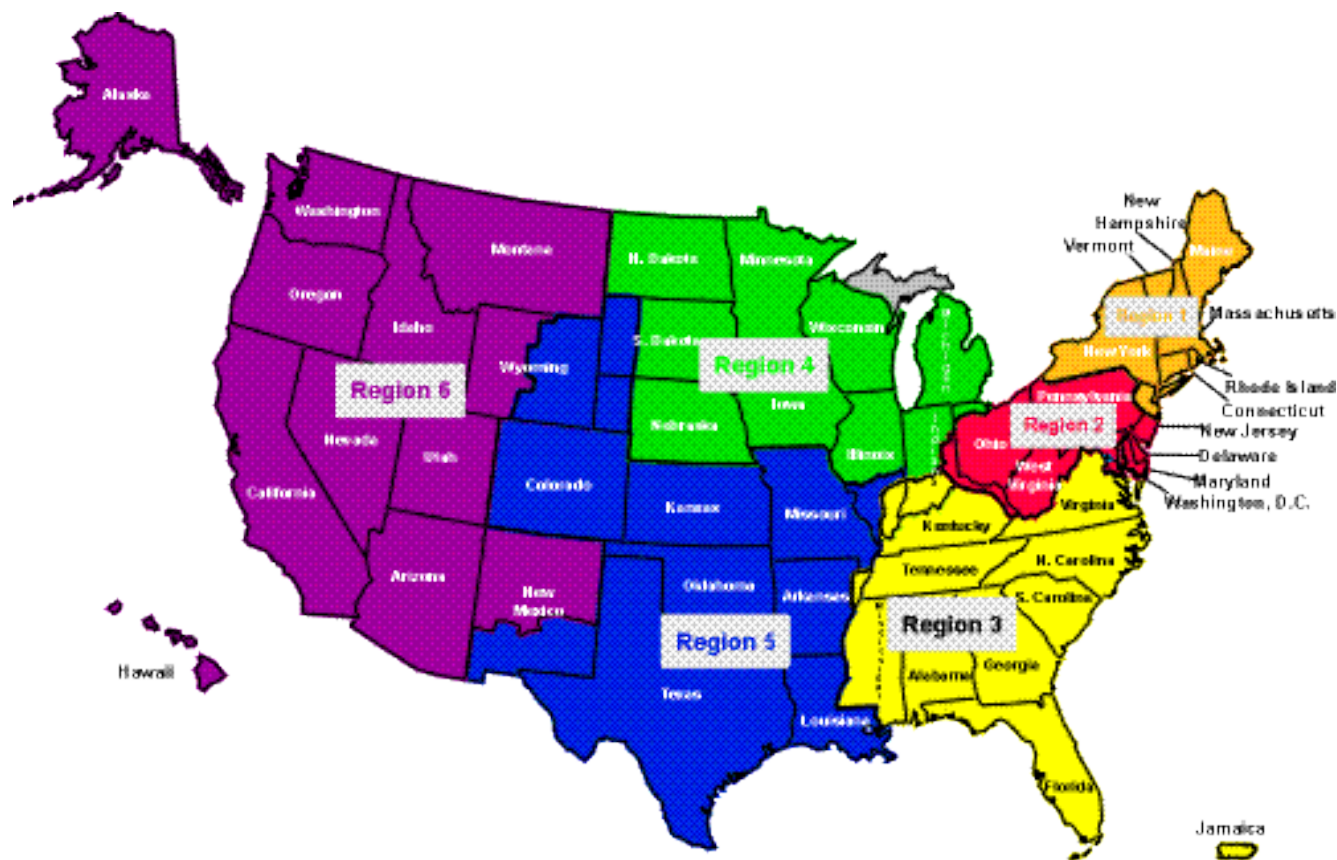 Alaska
Washington
Montana
N. Dakota
Minnesota
New
Hampshire
Vermont
Maine
Oregon
Idaho
Wyoming
S. Dakota
Wisconsin
Michigan
Region 1
Massachusetts
New York
Region 6
Region 4
Rhode Island
Connecticut
Pennsylvania
Region 2
New Jersey
Nevada
Utah
Nebraska
Iowa
Illinois
Indiana
Ohio
West
Virginia
Delaware
Maryland
Washington, D.C.
California
Colorado
Kansas
Missouri
Kentucky
Virginia
Arizona
New
Mexico
Oklahoma
Arkansas
Tennessee
N. Carolina
S. Carolina
Region 5
Region 3
Hawaii
Texas
Louisiana
Alabama
Georgia
Florida
Jamaica